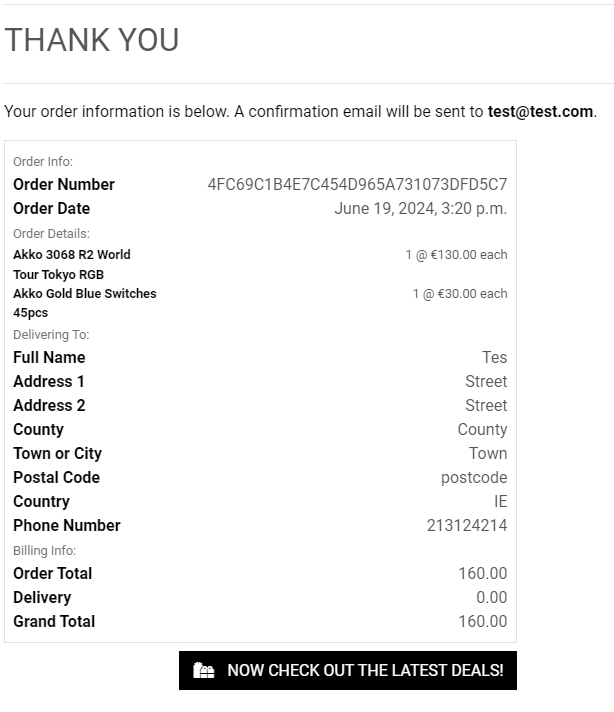 THANK YOU
Your order information is below. A confirmation email will be sent to test@test.com.
Order Info:
Order Number 4FC69C1B4E7C454D965A731073DFD5C7
Order Date June 19, 2024, 3:20 p.m.
Order Details:
Akko 3068 R2 World 1 @ €130.00 each
Tour Tokyo RGB
Akko Gold Blue Switches 1 @ €30.00 each
45pcs
Delivering To:
Full Name Tes
Address 1 Street
Address 2 Street
County County
Town or City Town
Postal Code postcode
Country IE
Phone Number 213124214
Billing Info:
Order Total 160.00
Delivery 0.00
Grand Total 160.00
NOW CHECK OUT THE LATEST DEALS!